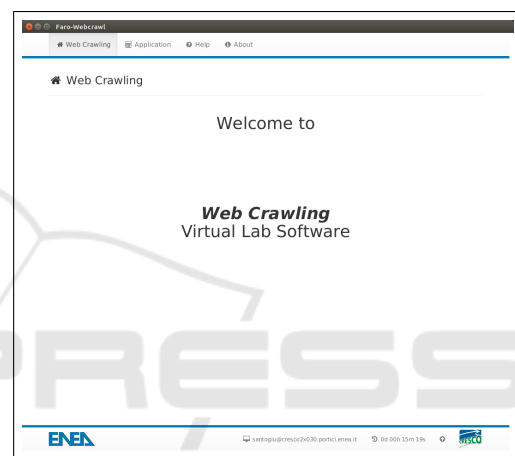 Faro-Webcrawl
Web Crawling Application Help About
Web Crawling
Welcome to
Web Crawling
Virtual Lab Software
PRESS
ENEA santogiu@cresco2x030.portici.enea.it 0d 00h 15m 19s